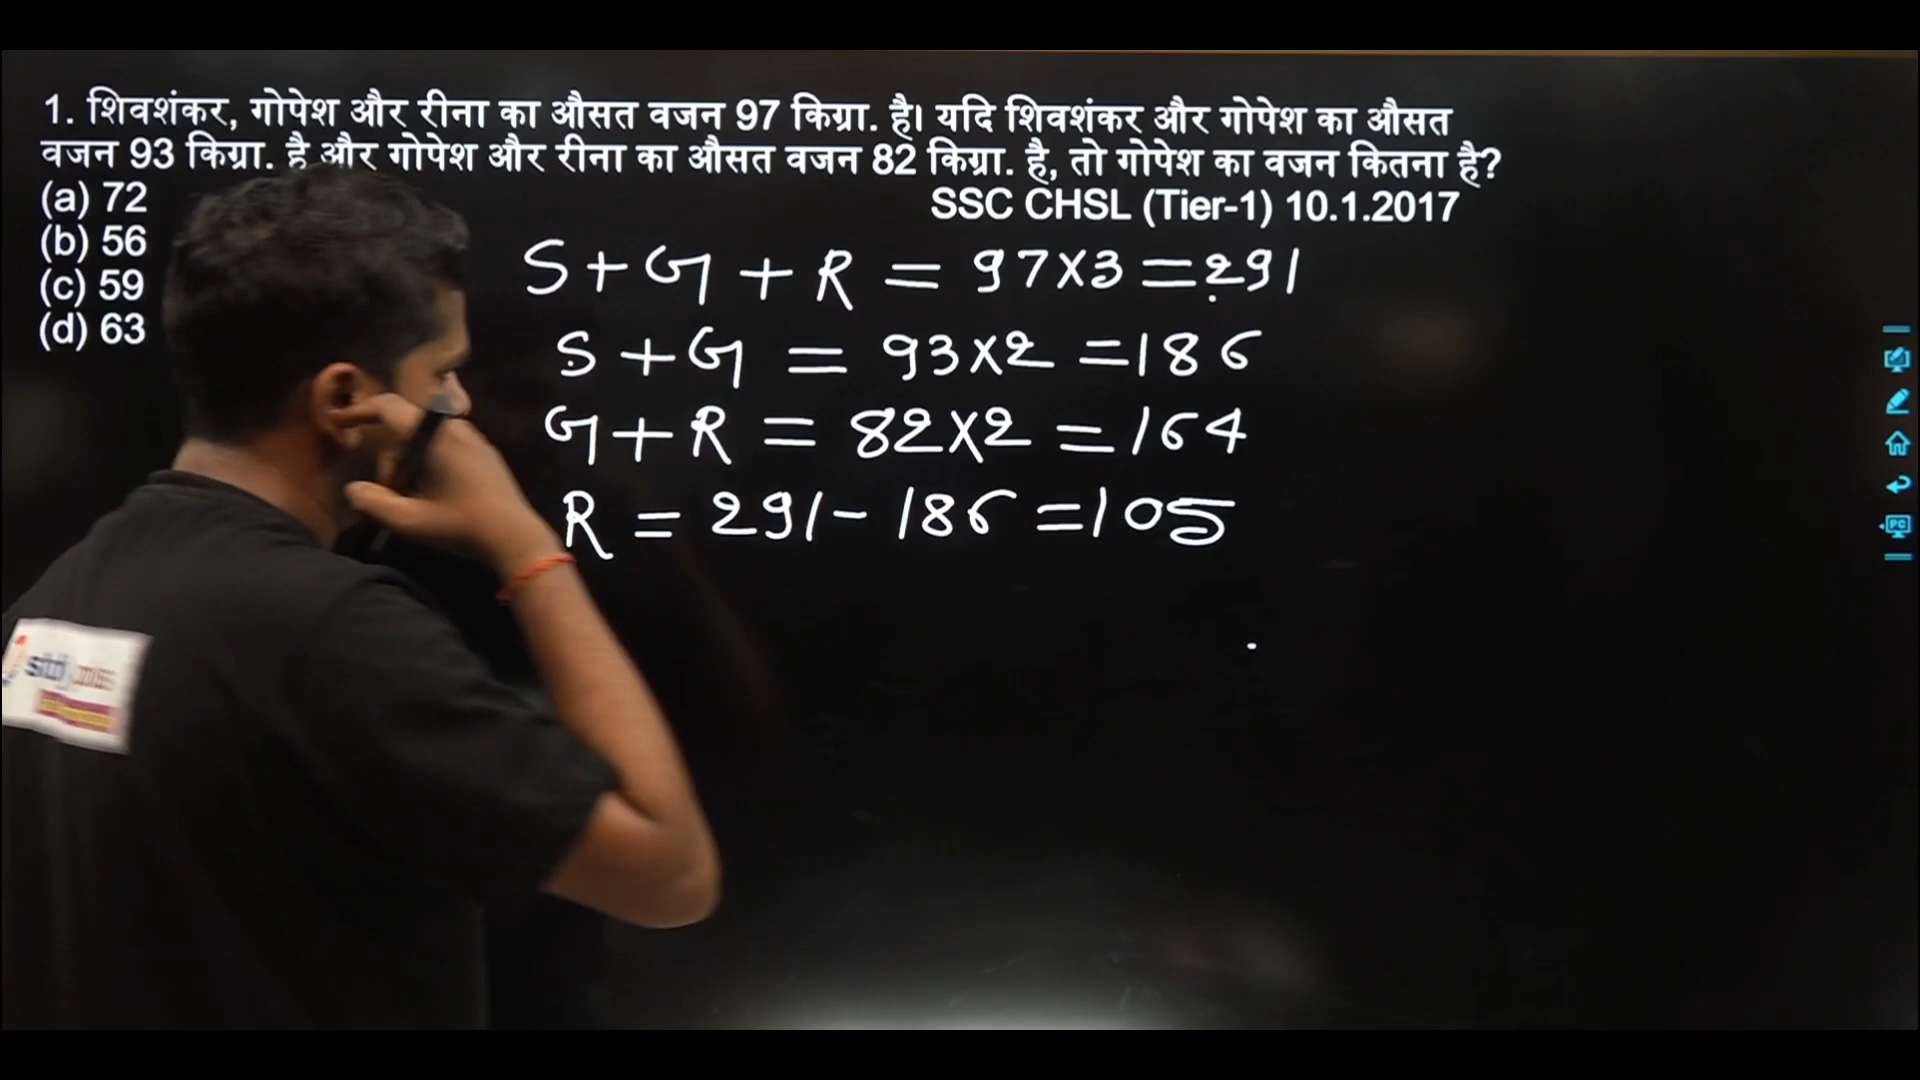 1. शिवशंकर, गोपेश और रीना का औसत वजन 97 किग्रा. है। यदि शिवशंकर और गोपेश का औसत
वजन 93 किग्रा. है और गोपेश और रीना का औसत वजन 82 किग्रा. है, तो गोपेश का वजन कितना है?
(a) 72
SSC CHSL (Tier-1) 10.1.2017
(b) 56
(c) 59
(d) 63
S+G+R = 97×3 = 291
S+G = 93×2 = 186
G+R = 82×2 = 164
R = 291 - 186 = 105
PC